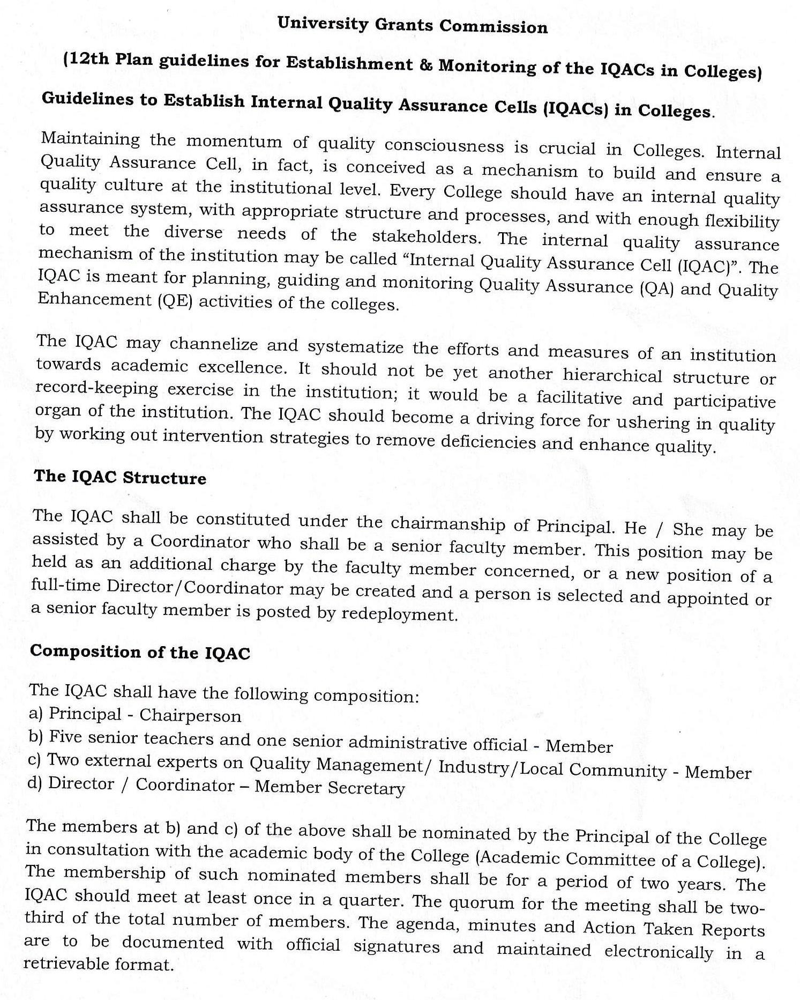 University Grants Commission
(12th Plan guidelines for Establishment & Monitoring of the IQACs in Colleges)
Guidelines to Establish Internal Quality Assurance Cells (IQACs) in Colleges.
Maintaining the momentum of quality consciousness is crucial in Colleges. Internal
Quality Assurance Cell, in fact, is conceived as a mechanism to build and ensure a
quality culture at the institutional level. Every College should have an internal quality
assurance system, with appropriate structure and processes, and with enough flexibility
to meet the diverse needs of the stakeholders. The internal quality assurance
mechanism of the institution may be called “Internal Quality Assurance Cell (IQAC)”. The
IQAC is meant for planning, guiding and monitoring Quality Assurance (QA) and Quality
Enhancement (QE) activities of the colleges.
The IQAC may channelize and systematize the efforts and measures of an institution
towards academic excellence. It should not be yet another hierarchical structure or
record-keeping exercise in the institution; it would be a facilitative and participative
organ of the institution. The IQAC should become a driving force for ushering in quality
by working out intervention strategies to remove deficiencies and enhance quality.
The IQAC Structure
The IQAC shall be constituted under the chairmanship of Principal. He / She may be
assisted by a Coordinator who shall be a senior faculty member. This position may be
held as an additional charge by the faculty member concerned, or a new position of a
full-time Director/Coordinator may be created and a person is selected and appointed or
a senior faculty member is posted by redeployment.
Composition of the IQAC
The IQAC shall have the following composition:
a) Principal - Chairperson
b) Five senior teachers and one senior administrative official - Member
c) Two external experts on Quality Management/ Industry/Local Community - Member
d) Director / Coordinator – Member Secretary
The members at b) and c) of the above shall be nominated by the Principal of the College
in consultation with the academic body of the College (Academic Committee of a College).
The membership of such nominated members shall be for a period of two years. The
IQAC should meet at least once in a quarter. The quorum for the meeting shall be two-
third of the total number of members. The agenda, minutes and Action Taken Reports
are to be documented with official signatures and maintained electronically in a
retrievable format.